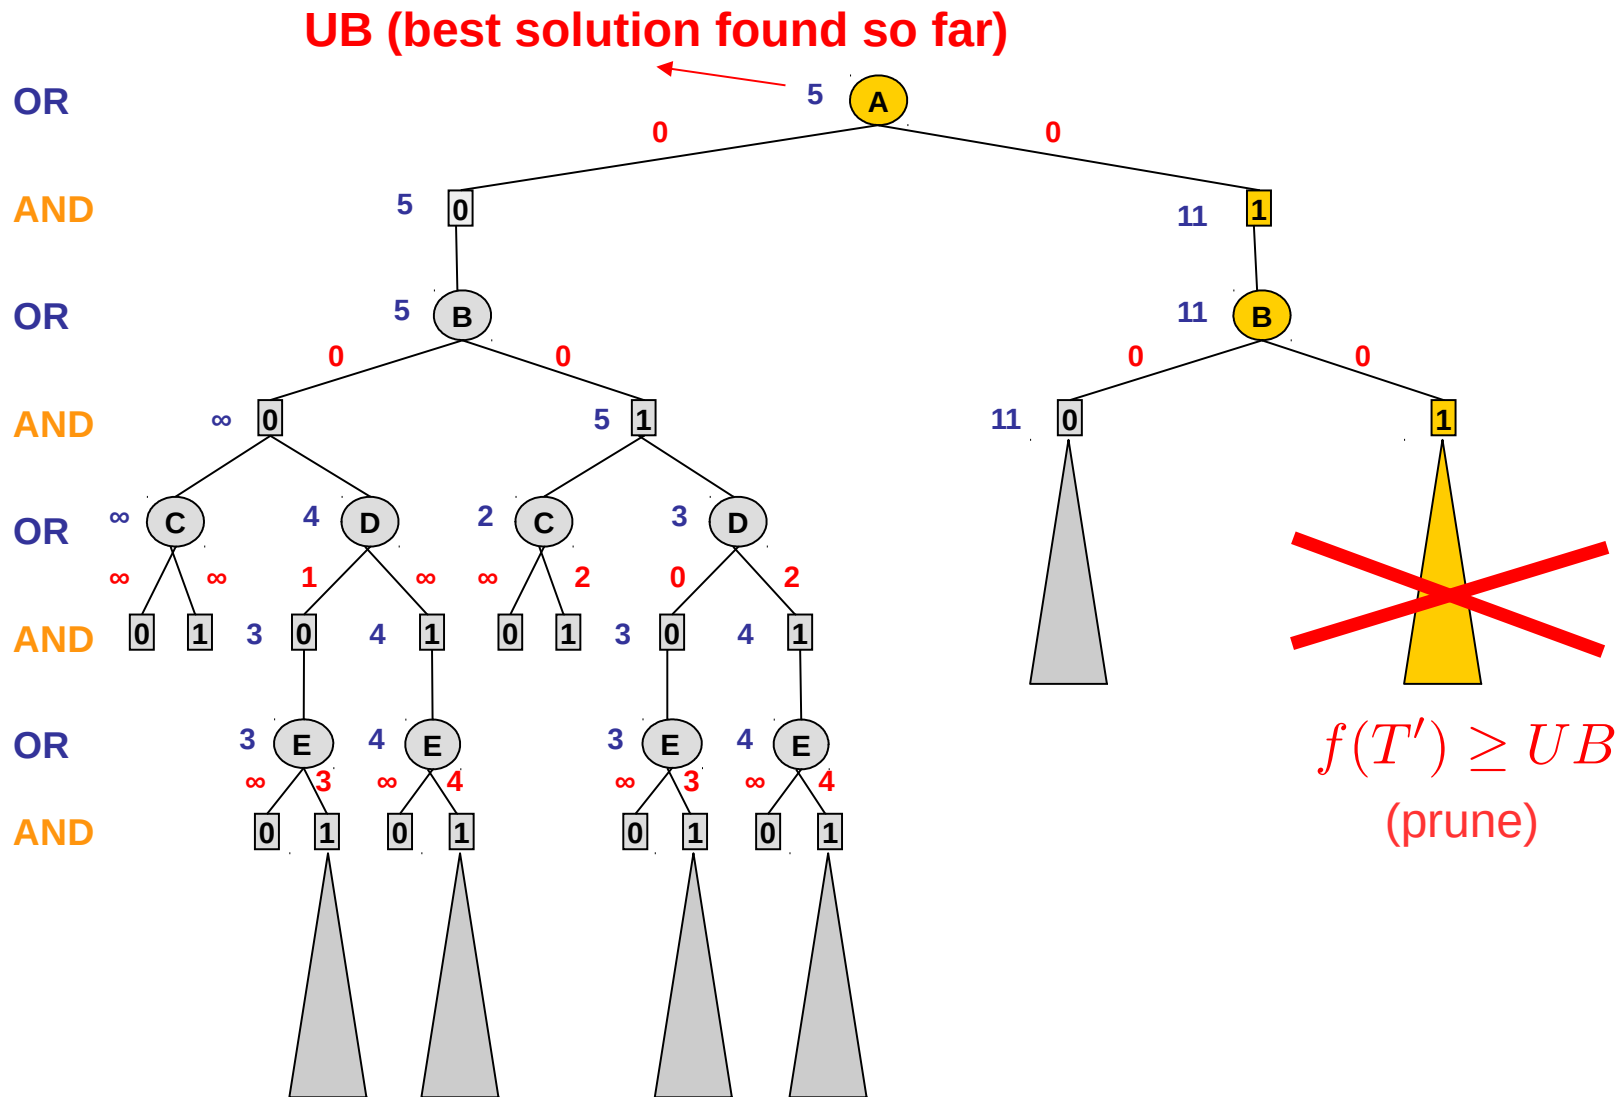 UB (best solution found so far)
OR 5 A
0 0
AND 5 0 11 1
OR 5 B 11 B
0 0 0 0
AND ∞ 0 5 1 11 0 1
OR ∞ C 4 D 2 C 3 D
∞ ∞ 1 ∞ ∞ 2 0 2
AND 0 1 3 0 4 1 0 1 3 0 4 1
OR 3 E 4 E 3 E 4 E
f(T′) ≥ UB
∞ 3 ∞ 4 ∞ 3 ∞ 4
(prune)
AND 0 1 0 1 0 1 0 1